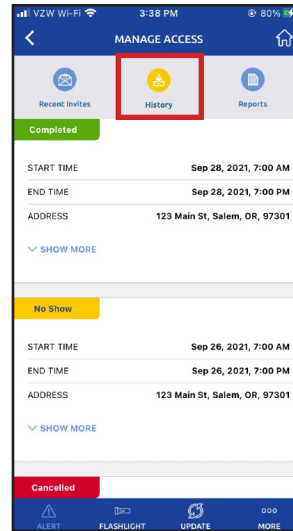 VZW Wi-Fi 3:38 PM 80%
MANAGE ACCESS
Recent Invites History Reports
Completed
START TIME Sep 28, 2021, 7:00 AM
END TIME Sep 28, 2021, 7:00 PM
ADDRESS 123 Main St, Salem, OR, 97301
SHOW MORE
No Show
START TIME Sep 26, 2021, 7:00 AM
END TIME Sep 26, 2021, 7:00 PM
ADDRESS 123 Main St, Salem, OR, 97301
SHOW MORE
Cancelled
ALERT FLASHLIGHT UPDATE MORE